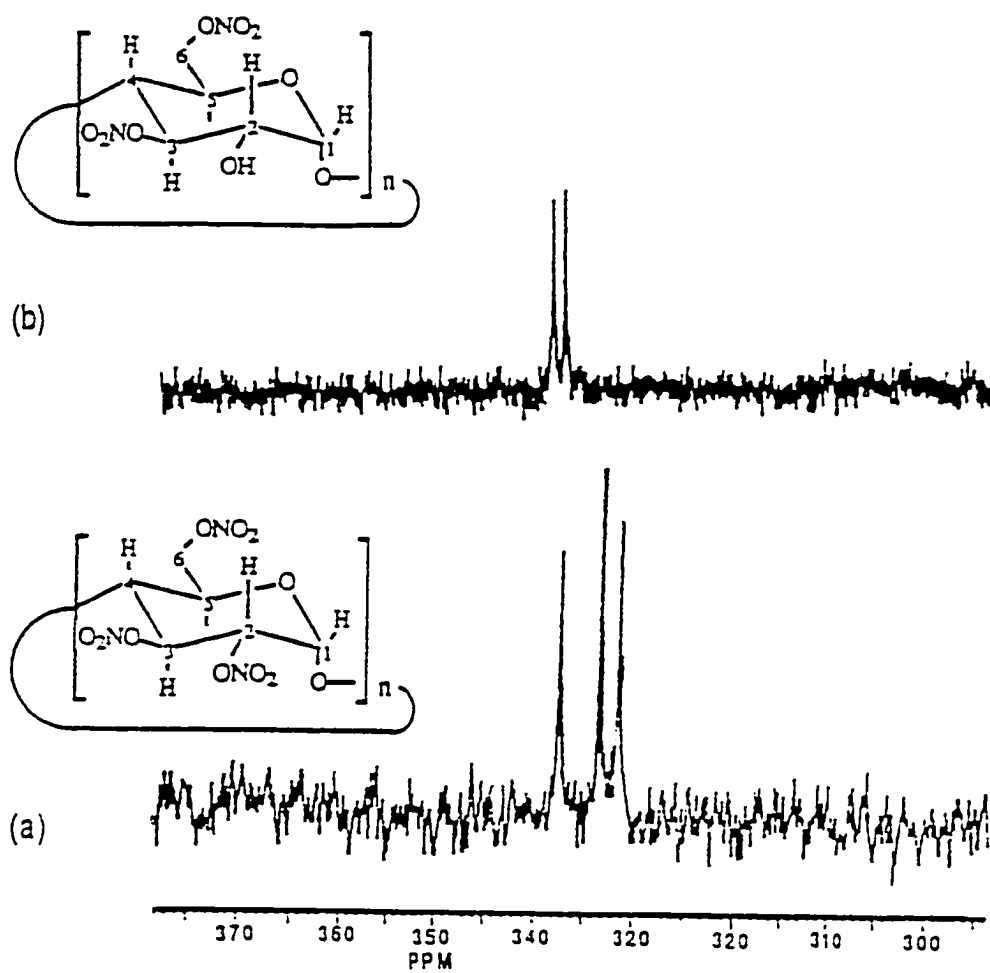 ONO₂
H 6 H O
4 5 H
O₂NO 3 2 1
H OH O n
(b)
ONO₂
H 6 H O
4 5 H
O₂NO 3 2 1
H ONO₂ O n
(a)
370 360 350 340 320 320 310 300
PPM